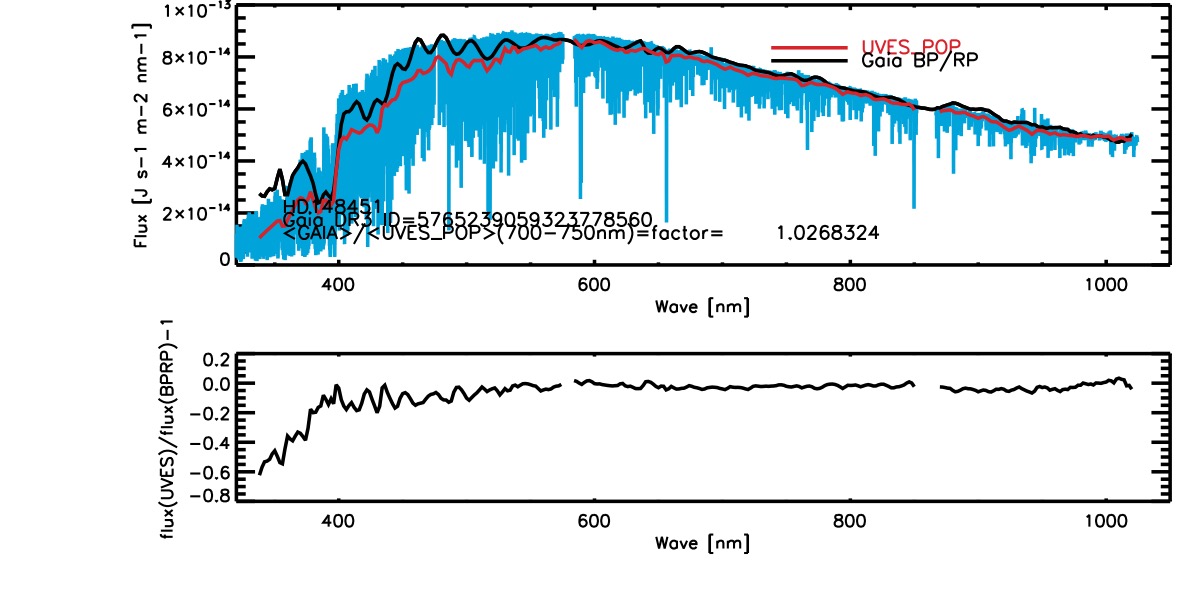 1×10−13
8×10−14
6×10−14
4×10−14
2×10−14
0
Flux [J s−1 m−2 nm−1]
UVES_POP
Gaia BP/RP
HD148451
Gaia DR3 ID=5765239059323778560
<GAIA>/<UVES_POP>(700−750nm)=factor= 1.0268324
400 600 800 1000
Wave [nm]
0.2
0.0
−0.2
−0.4
−0.6
−0.8
flux(UVES)/flux(BPRP)−1
400 600 800 1000
Wave [nm]